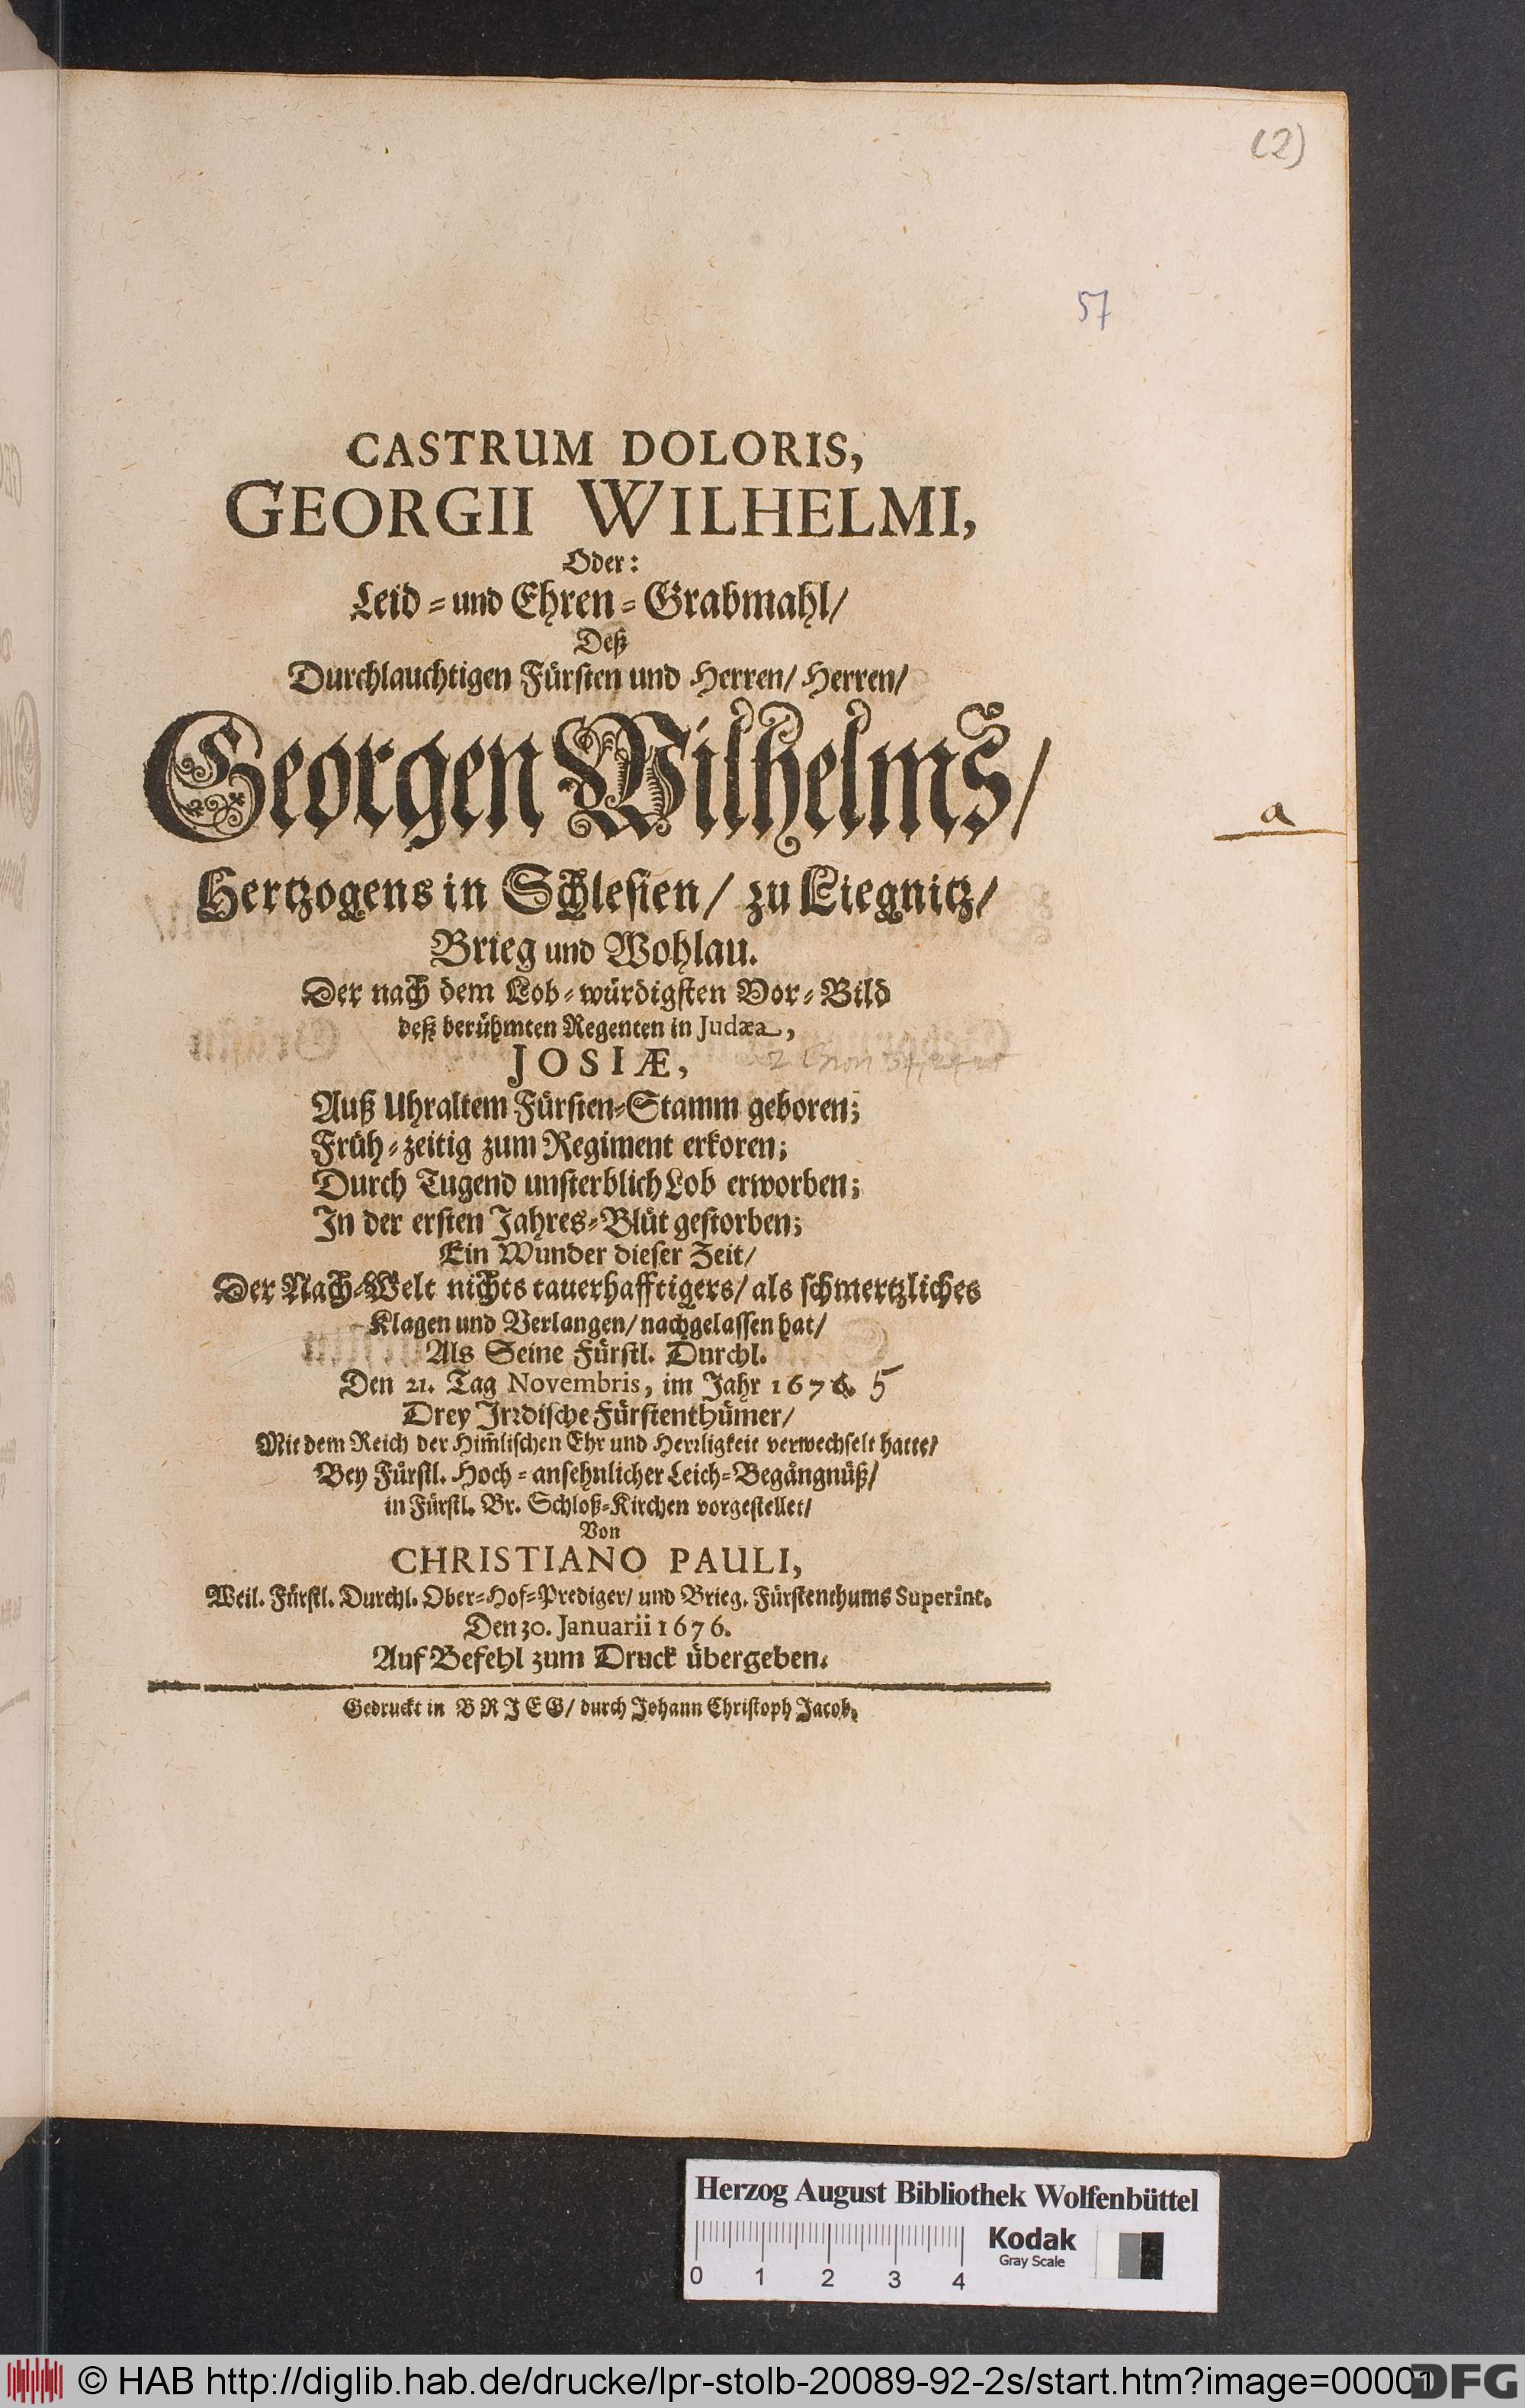 (2)
57
CASTRUM DOLORIS,
GEORGII WILHELMI,
Oder:
Leid = und Ehren = Grabmahl/
Deß
Durchlauchtigen Fürsten und Herren/ Herren/
Georgen Wilhelms/
a
Hertzogens in Schlesien/ zu Liegnitz/
Brieg und Wohlau.
Der nach dem Lob = würdigsten Vor = Bild
deß berühmten Regenten in Judæa,
JOSIÆ,
2 Chron 34,
Auß Uhraltem Fürsten=Stamm geboren;
Früh = zeitig zum Regiment erkoren;
Durch Tugend unsterblich Lob erworben;
In der ersten Jahres=Blüt gestorben;
Ein Wunder dieser Zeit/
Der Nach=Welt nichts tauerhafftigers/ als schmertzliches
Klagen und Verlangen/ nachgelassen hat/
Als Seine Fürstl. Durchl.
Den 21. Tag Novembris, im Jahr 1676. 5
Drey Irrdische Fürstenthümer/
Mit dem Reich der Him̃lischen Ehr und Herrligkeit verwechselt hatte/
Bey Fürstl. Hoch = ansehnlicher Leich=Begängnüß/
in Fürstl. Br. Schloß=Kirchen vorgestellet/
Von
CHRISTIANO PAULI,
Weil. Fürstl. Durchl. Ober=Hof=Prediger/ und Brieg. Fürstenthums Superint.
Den 30. Januarii 1676.
Auf Befehl zum Druck übergeben.
Gedruckt in BRIEG/ durch Johann Christoph Jacob.
Herzog August Bibliothek Wolfenbüttel
Kodak
Gray Scale
0 1 2 3 4
© HAB http://diglib.hab.de/drucke/lpr-stolb-20089-92-2s/start.htm?image=00001
DFG